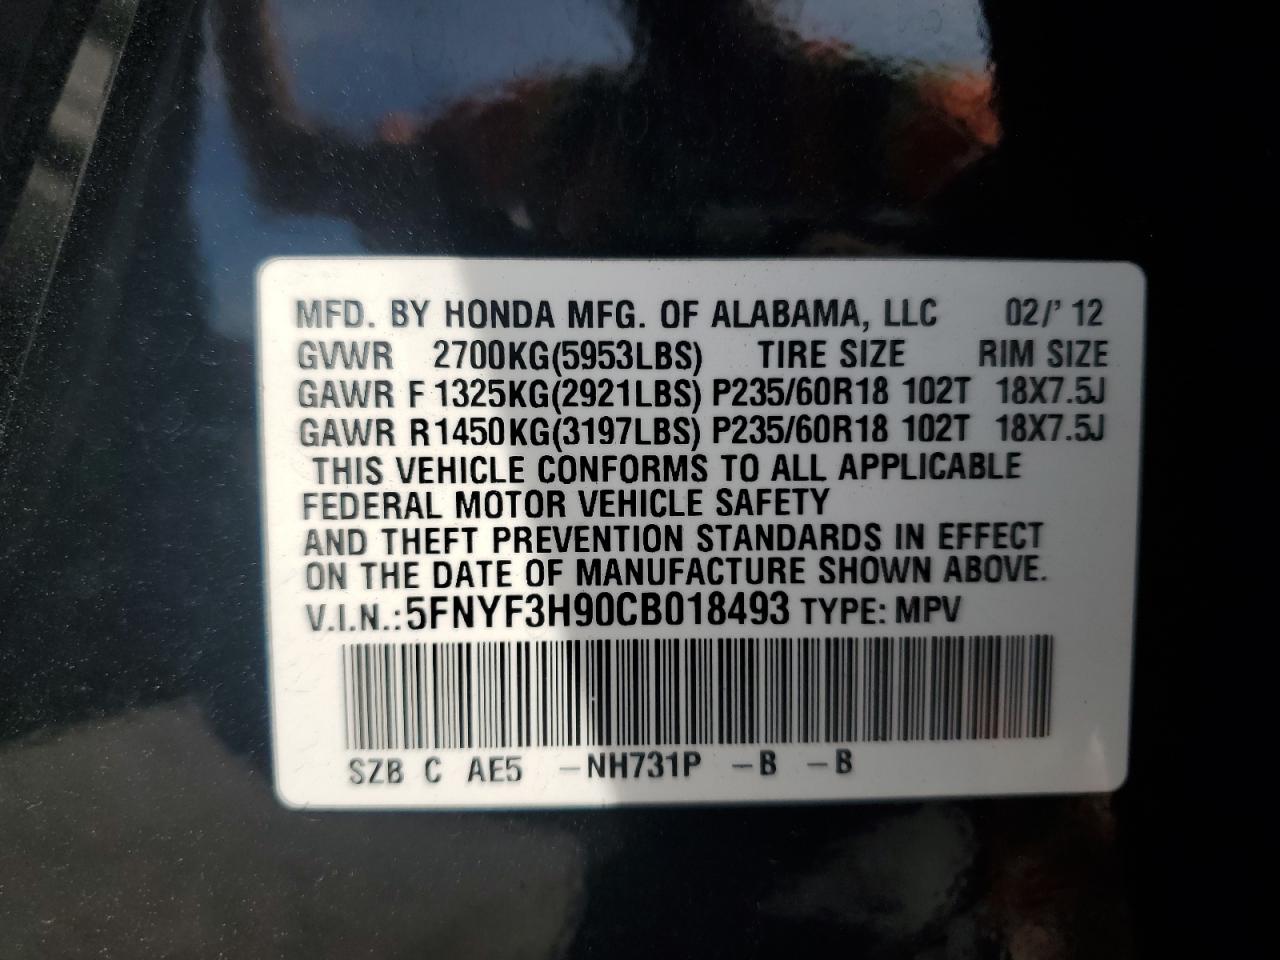 MFD. BY HONDA MFG. OF ALABAMA, LLC 02/' 12
GVWR 2700KG(5953LBS) TIRE SIZE RIM SIZE
GAWR F 1325KG(2921LBS) P235/60R18 102T 18X7.5J
GAWR R1450KG(3197LBS) P235/60R18 102T 18X7.5J
THIS VEHICLE CONFORMS TO ALL APPLICABLE
FEDERAL MOTOR VEHICLE SAFETY
AND THEFT PREVENTION STANDARDS IN EFFECT
ON THE DATE OF MANUFACTURE SHOWN ABOVE.
V.I.N.: 5FNYF3H90CB018493 TYPE: MPV
SZB C AE5 -NH731P -B -B